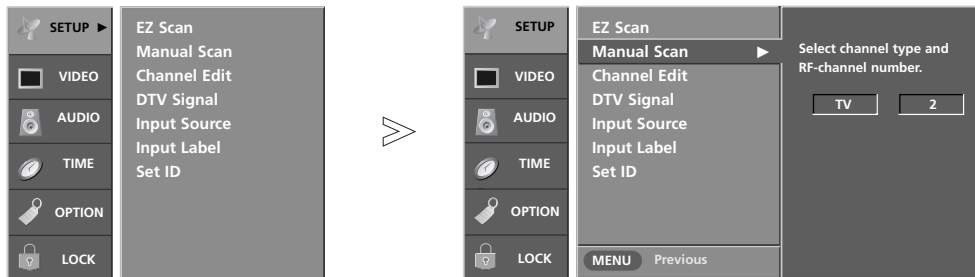 SETUP ►
VIDEO
AUDIO
TIME
OPTION
LOCK
EZ Scan
Manual Scan
Channel Edit
DTV Signal
Input Source
Input Label
Set ID
SETUP
VIDEO
AUDIO
TIME
OPTION
LOCK
EZ Scan
Manual Scan ►
Channel Edit
DTV Signal
Input Source
Input Label
Set ID
MENU Previous
Select channel type and
RF-channel number.
TV 2